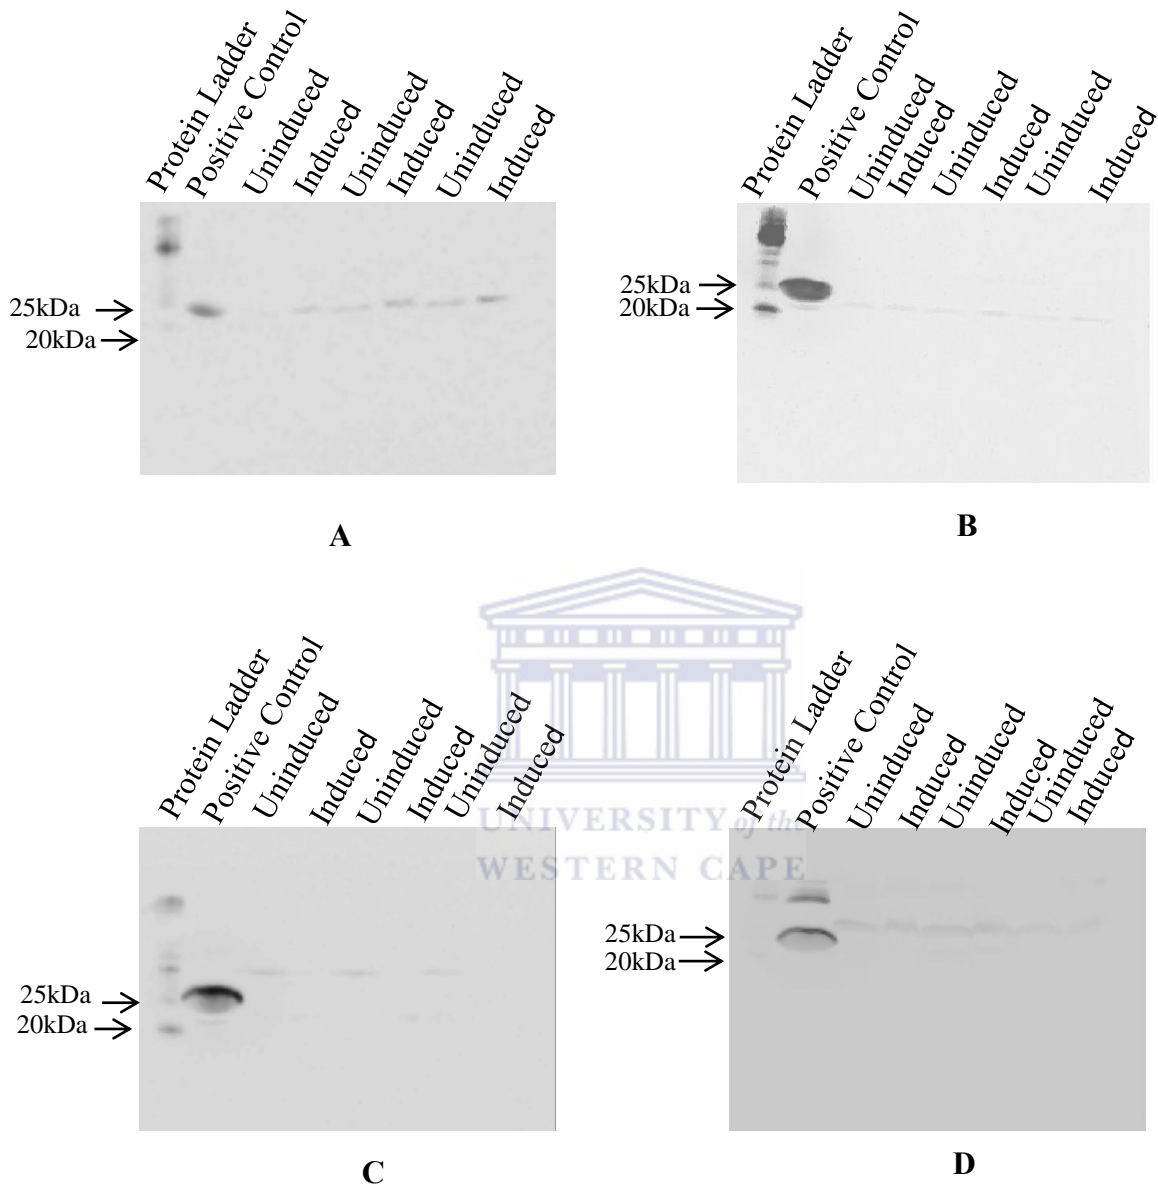 Protein Ladder
Positive Control
Uninduced
Induced
Uninduced
Induced
Uninduced
Induced
25kDa
20kDa
A
Protein Ladder
Positive Control
Uninduced
Induced
Uninduced
Induced
Uninduced
Induced
25kDa
20kDa
B
Protein Ladder
Positive Control
Uninduced
Induced
Uninduced
Induced
Uninduced
Induced
25kDa
20kDa
C
UNIVERSITY of the
WESTERN CAPE
Protein Ladder
Positive Control
Uninduced
Induced
Uninduced
Induced
Uninduced
Induced
25kDa
20kDa
D